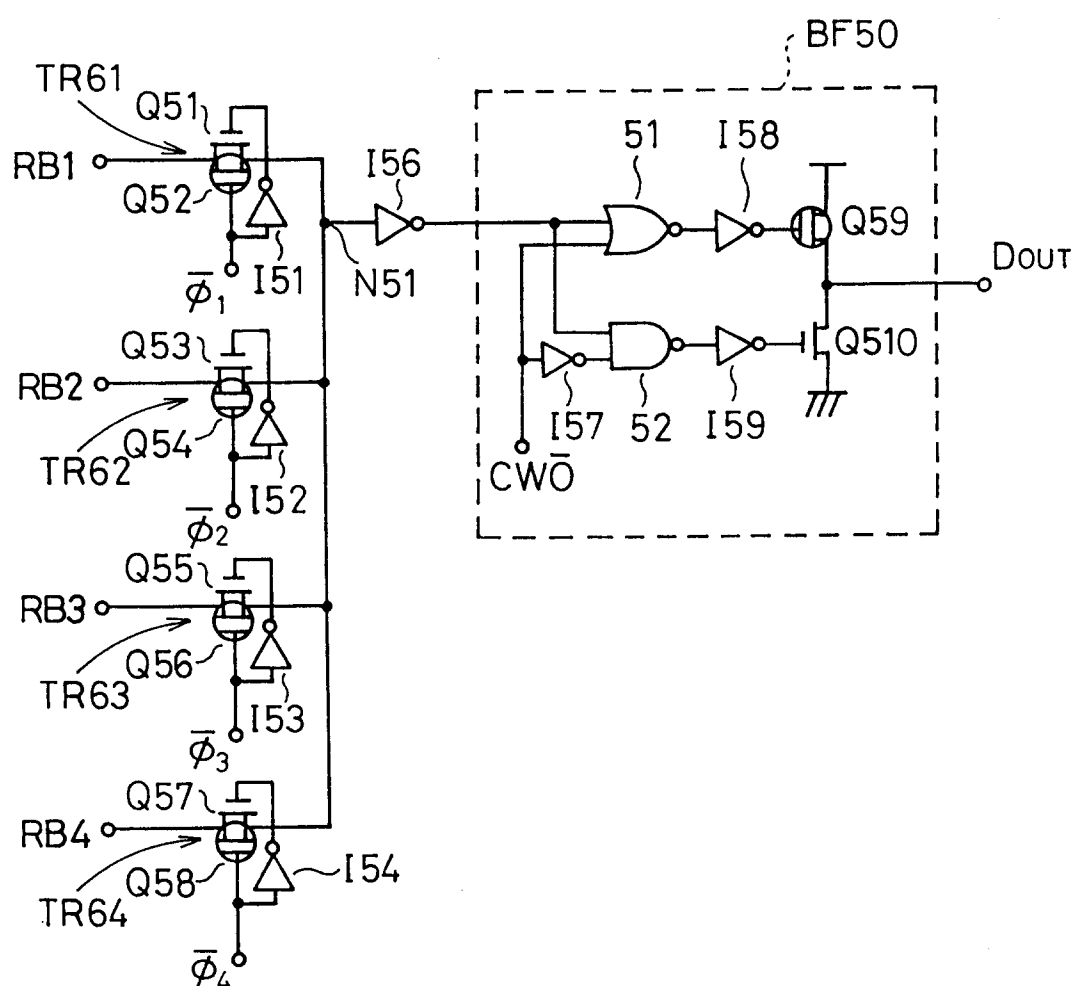 BF50
TR61
Q51
RB1
Q52
I51
φ̅1
N51
I56
51
I58
Q59
DOUT
Q510
I57
52
I59
CWO̅
Q53
RB2
Q54
TR62
I52
φ̅2
Q55
RB3
Q56
TR63
I53
φ̅3
Q57
RB4
Q58
TR64
I54
φ̅4